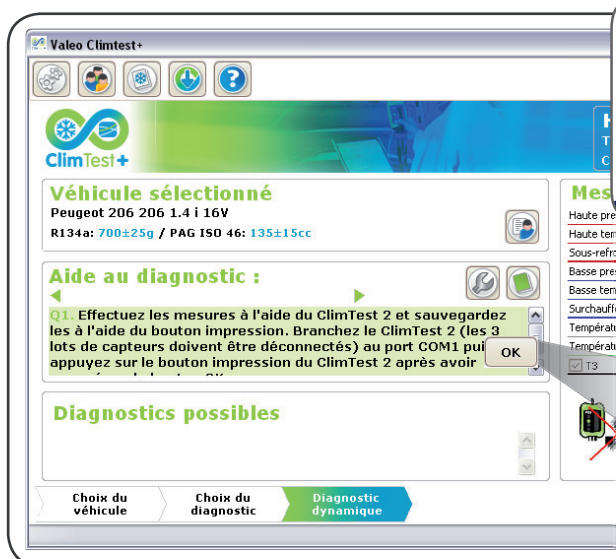 Valeo Climtest+
ClimTest+
Véhicule sélectionné
Peugeot 206 206 1.4 i 16V
R134a: 700±25g / PAG ISO 46: 135±15cc
Aide au diagnostic :
Q1. Effectuez les mesures à l'aide du ClimTest 2 et sauvegardez
les à l'aide du bouton impression. Branchez le ClimTest 2 (les 3
lots de capteurs doivent être déconnectés) au port COM1 pui
appuyez sur le bouton impression du ClimTest 2 après avoir
OK
Diagnostics possibles
Choix du
véhicule
Choix du
diagnostic
Diagnostic
dynamique
H
T
C
Mes
Haute pre
Haute tem
Sous-refro
Basse pres
Basse tem
Surchauff
Températu
Températu
T3